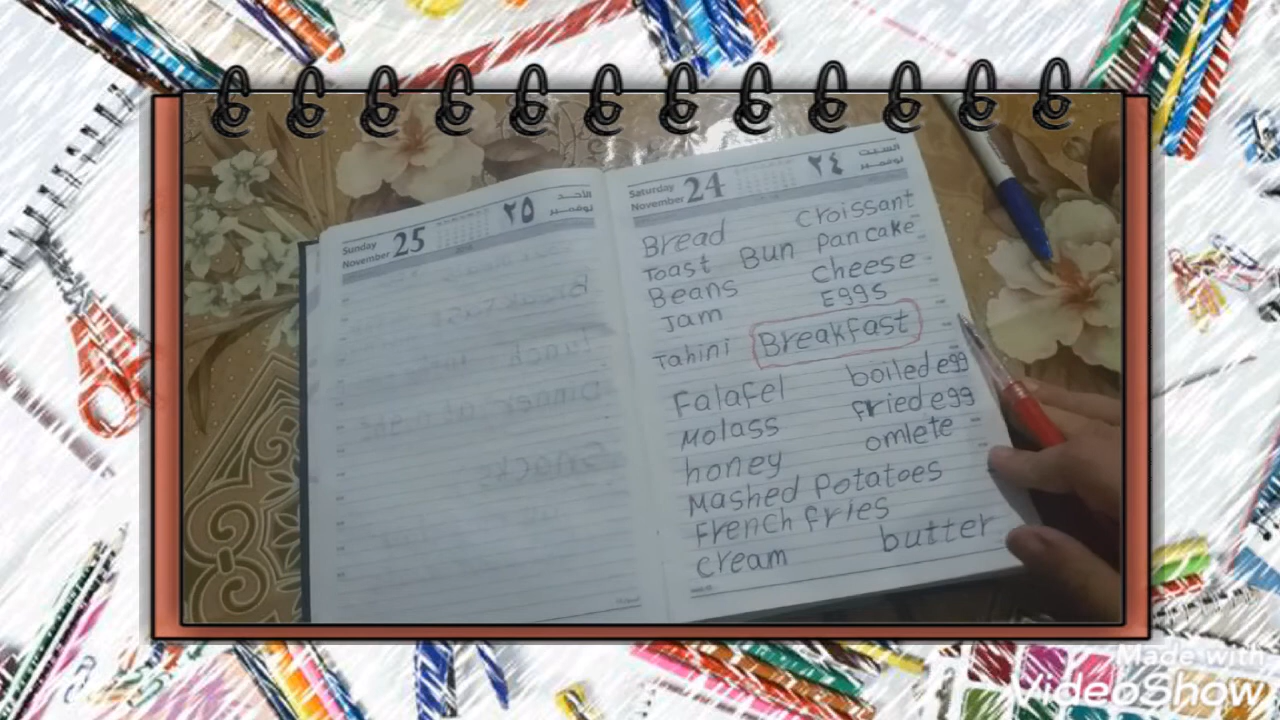 Sunday
November 25
٢٥
الأحد
نوفمبر
Saturday
November 24
٢٤
السبت
نوفمبر
Bread croissant
Toast Bun Pancake
Beans cheese
Jam Eggs
Tahini Breakfast
Falafel boiled egg
Molass fried egg
honey omlete
Mashed Potatoes
French fries
cream butter
Made with
VideoShow